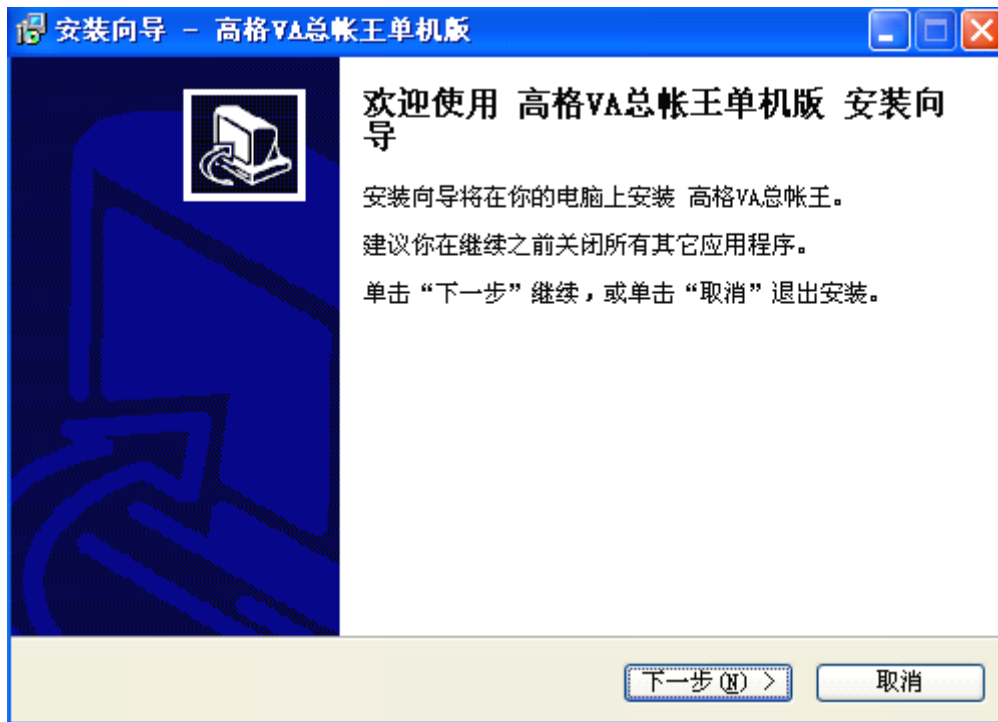 安装向导 - 高格VA总帐王单机版
欢迎使用 高格VA总帐王单机版 安装向
导
安装向导将在你的电脑上安装 高格VA总帐王。
建议你在继续之前关闭所有其它应用程序。
单击“下一步”继续，或单击“取消”退出安装。
下一步(N) >
取消